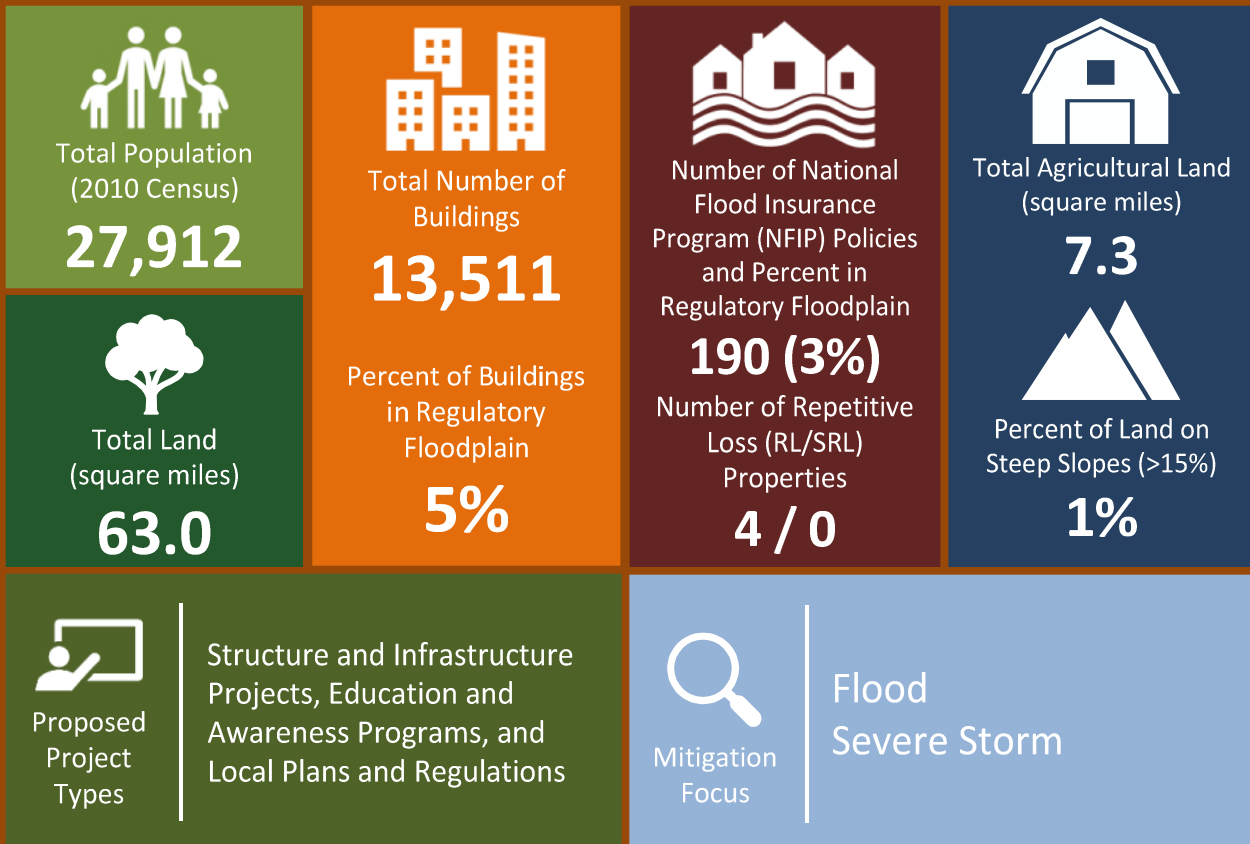 Total Population
(2010 Census)
27,912
Total Land
(square miles)
63.0
Total Number of
Buildings
13,511
Percent of Buildings
in Regulatory
Floodplain
5%
Number of National
Flood Insurance
Program (NFIP) Policies
and Percent in
Regulatory Floodplain
190 (3%)
Number of Repetitive
Loss (RL/SRL)
Properties
4 / 0
Total Agricultural Land
(square miles)
7.3
Percent of Land on
Steep Slopes (>15%)
1%
Proposed
Project
Types
Structure and Infrastructure
Projects, Education and
Awareness Programs, and
Local Plans and Regulations
Mitigation
Focus
Flood
Severe Storm